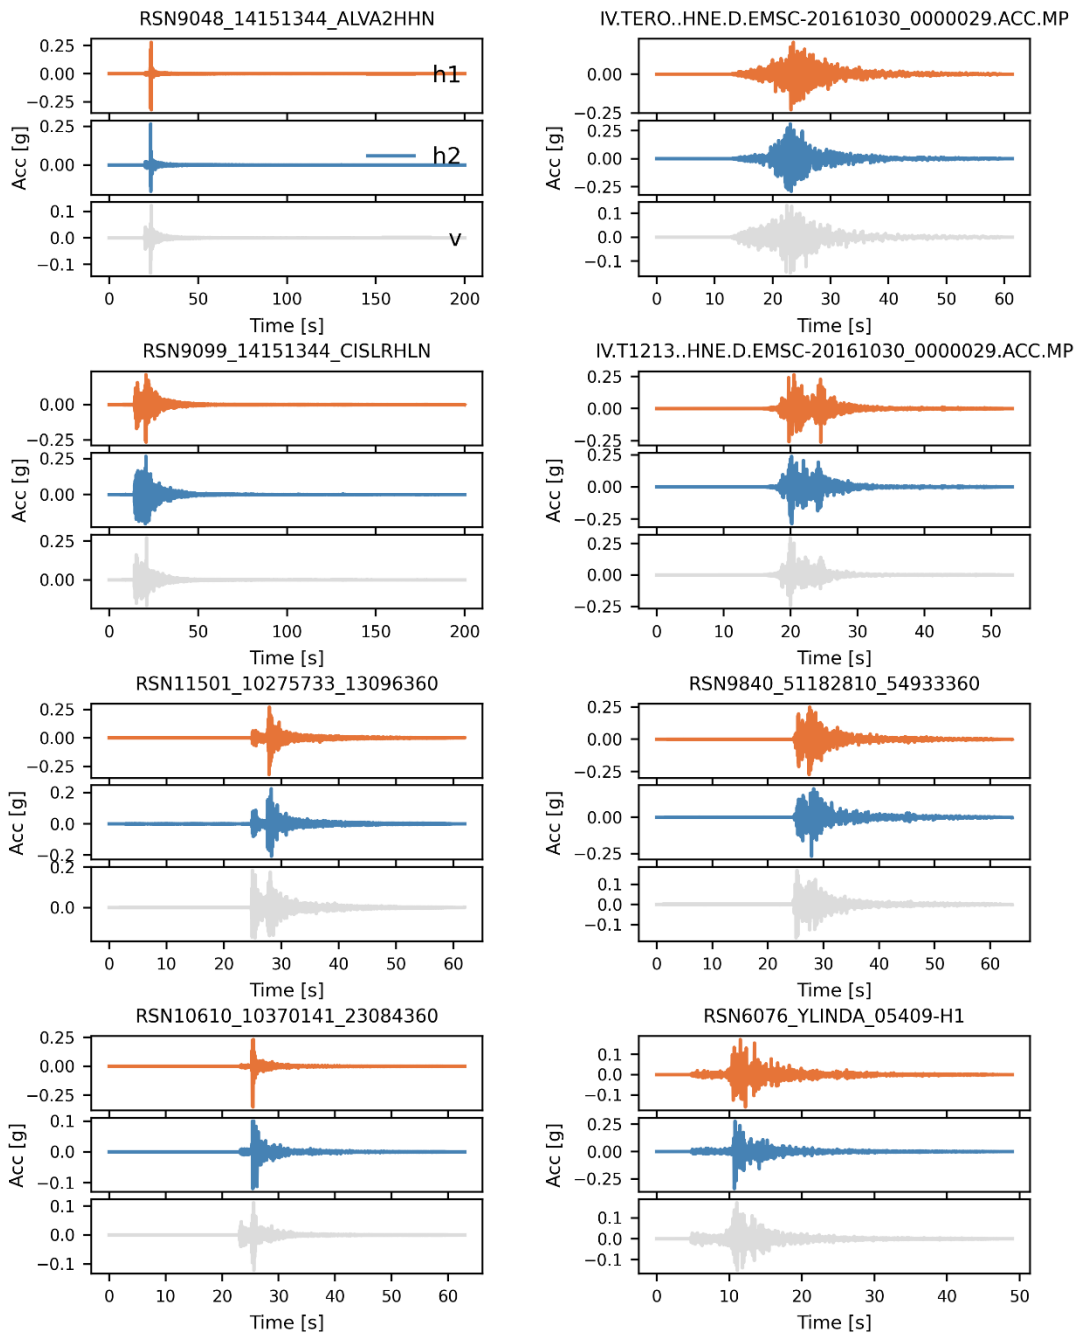 RSN9048_14151344_ALVA2HHN
0.25
0.00
−0.25
h1
0.25
0.00
h2
0.1
0.0
−0.1
v
Acc [g]
0 50 100 150 200
Time [s]
IV.TERO..HNE.D.EMSC-20161030_0000029.ACC.MP
0.00
−0.25
0.25
0.00
−0.25
0.1
0.0
−0.1
Acc [g]
0 10 20 30 40 50 60
Time [s]
RSN9099_14151344_CISLRHLN
0.00
−0.25
0.25
0.00
0.25
0.00
Acc [g]
0 50 100 150 200
Time [s]
IV.T1213..HNE.D.EMSC-20161030_0000029.ACC.MP
0.25
0.00
−0.25
0.25
0.00
−0.25
0.25
0.00
−0.25
Acc [g]
0 10 20 30 40 50
Time [s]
RSN11501_10275733_13096360
0.25
0.00
−0.25
0.2
0.0
−0.2
0.2
0.0
Acc [g]
0 10 20 30 40 50 60
Time [s]
RSN9840_51182810_54933360
0.25
0.00
−0.25
0.00
−0.25
0.1
0.0
−0.1
Acc [g]
0 10 20 30 40 50 60
Time [s]
RSN10610_10370141_23084360
0.25
0.00
−0.25
0.1
0.0
−0.1
0.1
0.0
−0.1
Acc [g]
0 10 20 30 40 50 60
Time [s]
RSN6076_YLINDA_05409-H1
0.1
0.0
−0.1
0.25
0.00
−0.25
0.1
0.0
−0.1
Acc [g]
0 10 20 30 40 50
Time [s]